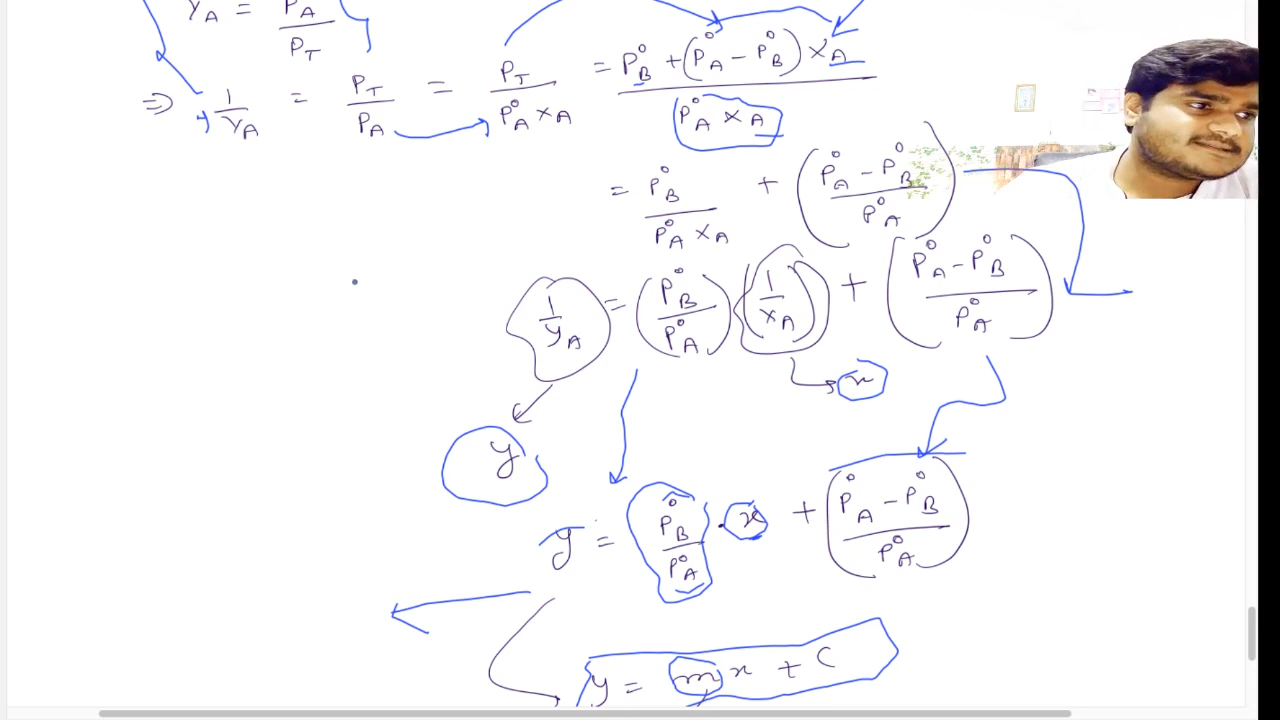 Y_A = P_A / P_T
⇒ 1/Y_A = P_T/P_A = P_T/(P°_A x_A) = (P°_B + (P°_A − P°_B) x_A)/(P°_A x_A)
= P°_B/(P°_A x_A) + ((P°_A − P°_B)/P°_A)
1/y_A = (P°_B/P°_A) (1/x_A) + ((P°_A − P°_B)/P°_A)
x
y
y = P°_B/P°_A . x + ((P°_A − P°_B)/P°_A)
y = mx + C